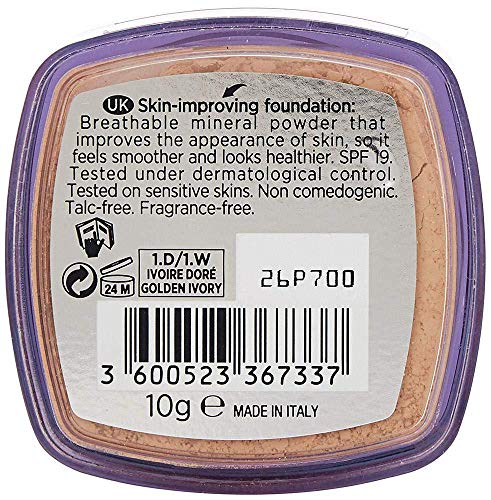 UK Skin-improving foundation:
Breathable mineral powder that
improves the appearance of skin, so it
feels smoother and looks healthier. SPF 19.
Tested under dermatological control.
Tested on sensitive skins. Non comedogenic.
Talc-free. Fragrance-free.
24 M
1.D/1.W
IVOIRE DORÉ
GOLDEN IVORY
26P700
3 600523 367337
10g e MADE IN ITALY